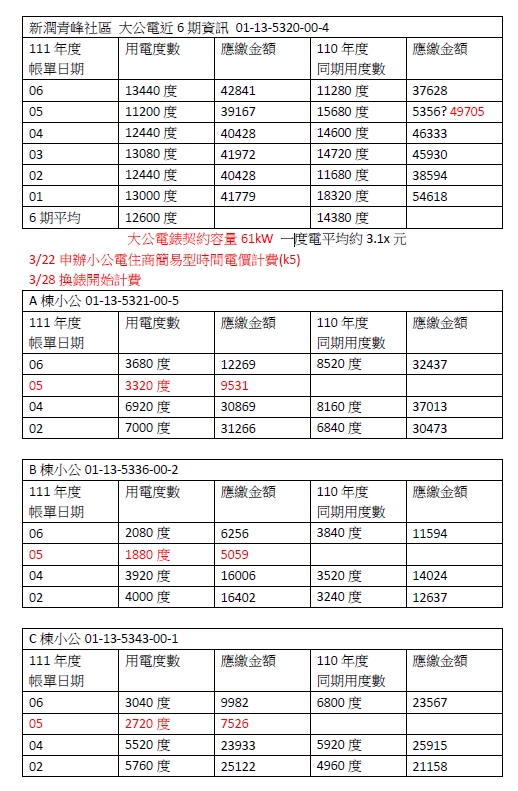 新潤青峰社區 大公電近 6 期資訊 01-13-5320-00-4
111 年度 用電度數 應繳金額 110 年度 應繳金額
帳單日期 同期用度數
06 13440 度 42841 11280 度 37628
05 11200 度 39167 15680 度 5356? 49705
04 12440 度 40428 14600 度 46333
03 13080 度 41972 14720 度 45930
02 12440 度 40428 11680 度 38594
01 13000 度 41779 18320 度 54618
6 期平均 12600 度 14380 度
大公電錶契約容量 61kW 一度電平均約 3.1x 元
3/22 申辦小公電住商簡易型時間電價計費(k5)
3/28 換錶開始計費
A 棟小公 01-13-5321-00-5
111 年度 用電度數 應繳金額 110 年度 應繳金額
帳單日期 同期用度數
06 3680 度 12269 8520 度 32437
05 3320 度 9531
04 6920 度 30869 8160 度 37013
02 7000 度 31266 6840 度 30473
B 棟小公 01-13-5336-00-2
111 年度 用電度數 應繳金額 110 年度 應繳金額
帳單日期 同期用度數
06 2080 度 6256 3840 度 11594
05 1880 度 5059
04 3920 度 16006 3520 度 14024
02 4000 度 16402 3240 度 12637
C 棟小公 01-13-5343-00-1
111 年度 用電度數 應繳金額 110 年度 應繳金額
帳單日期 同期用度數
06 3040 度 9982 6800 度 23567
05 2720 度 7526
04 5520 度 23933 5920 度 25915
02 5760 度 25122 4960 度 21158